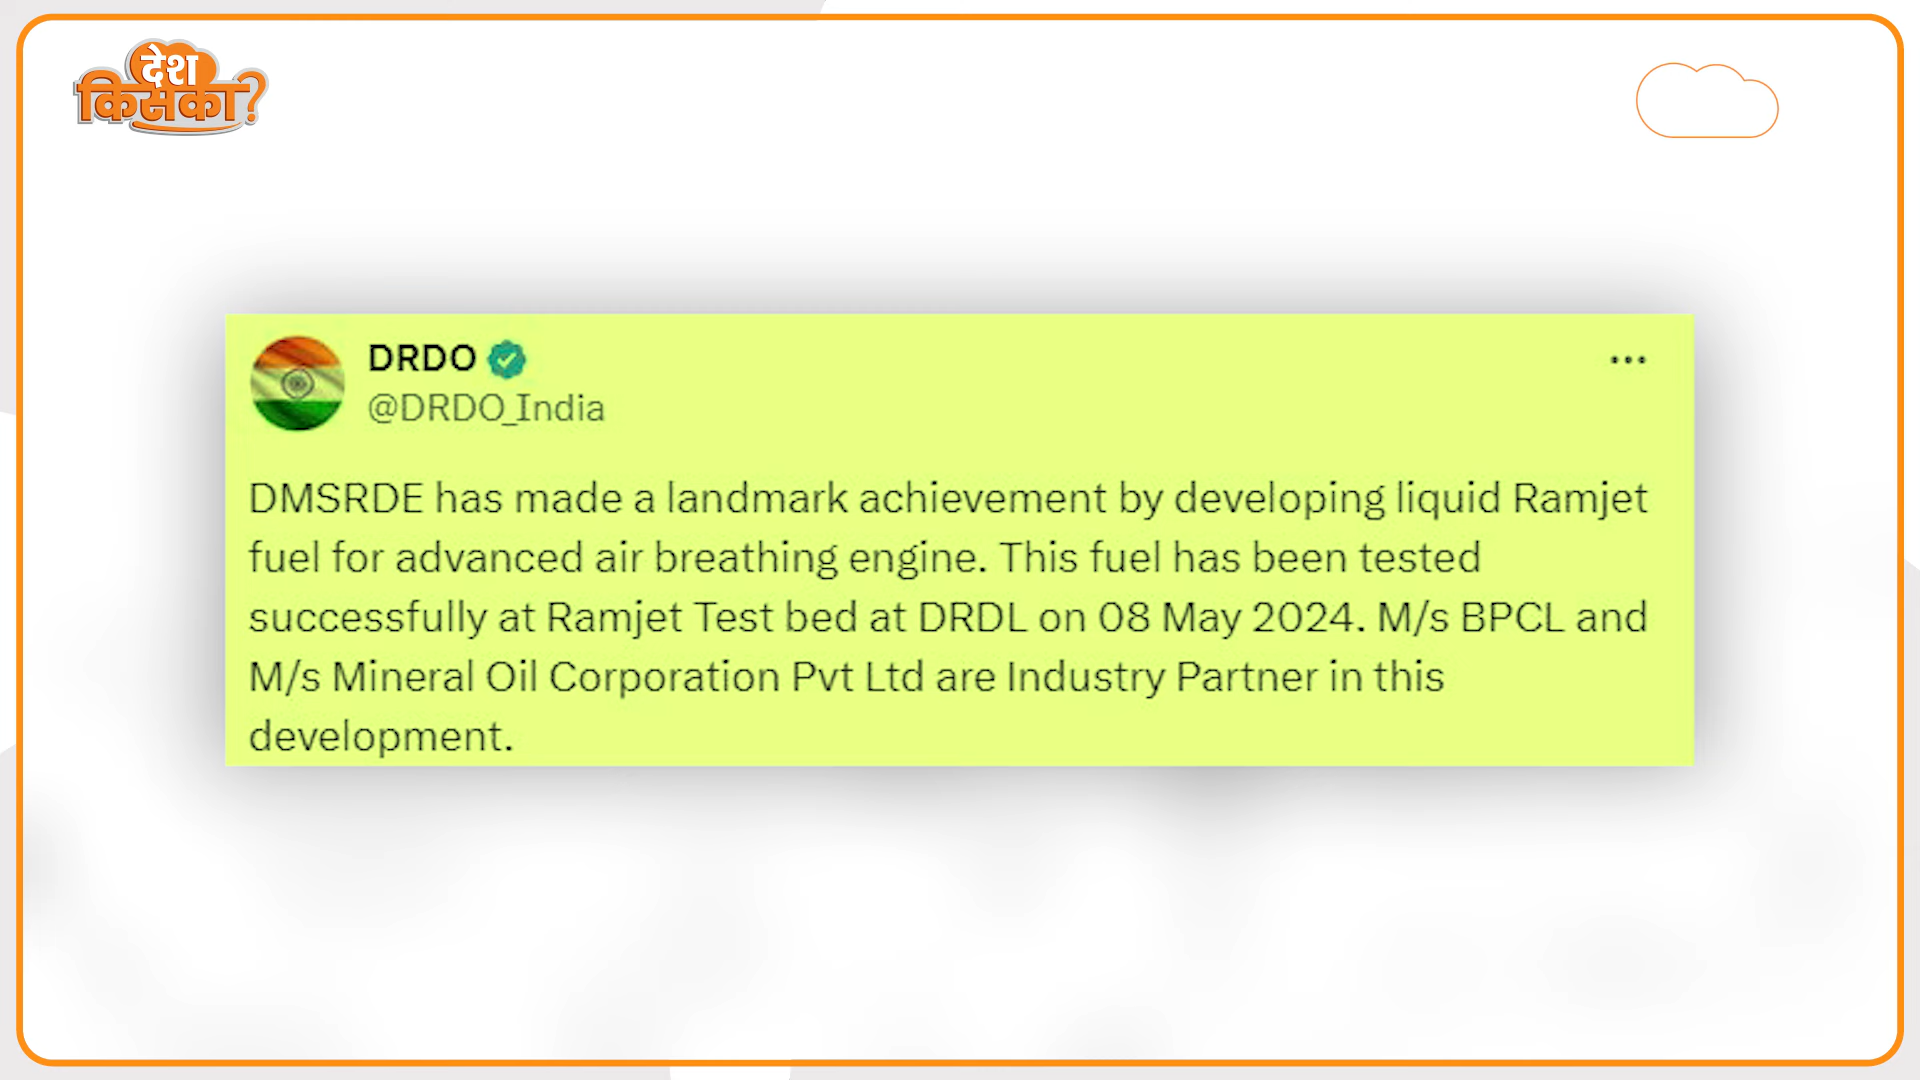 देश
किसका?
DRDO
@DRDO_India
DMSRDE has made a landmark achievement by developing liquid Ramjet
fuel for advanced air breathing engine. This fuel has been tested
successfully at Ramjet Test bed at DRDL on 08 May 2024. M/s BPCL and
M/s Mineral Oil Corporation Pvt Ltd are Industry Partner in this
development.